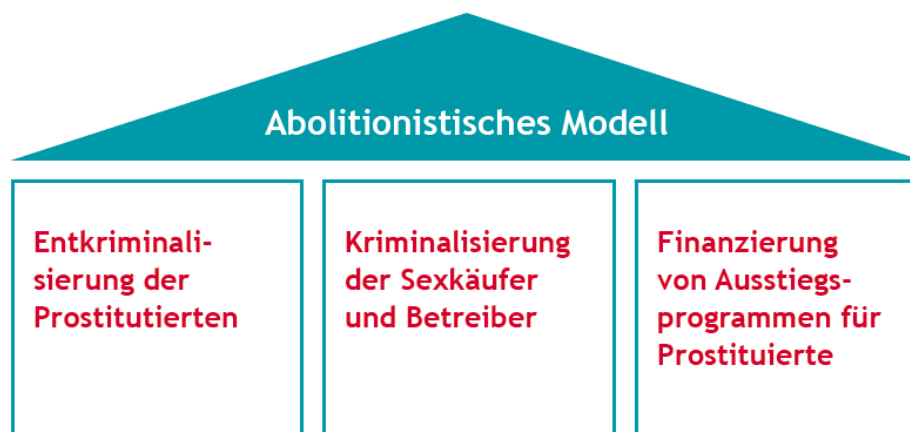 Abolitionistisches Modell
Entkriminali-
sierung der
Prostitutierten
Kriminalisierung
der Sexkäufer
und Betreiber
Finanzierung
von Ausstiegs-
programmen für
Prostituierte